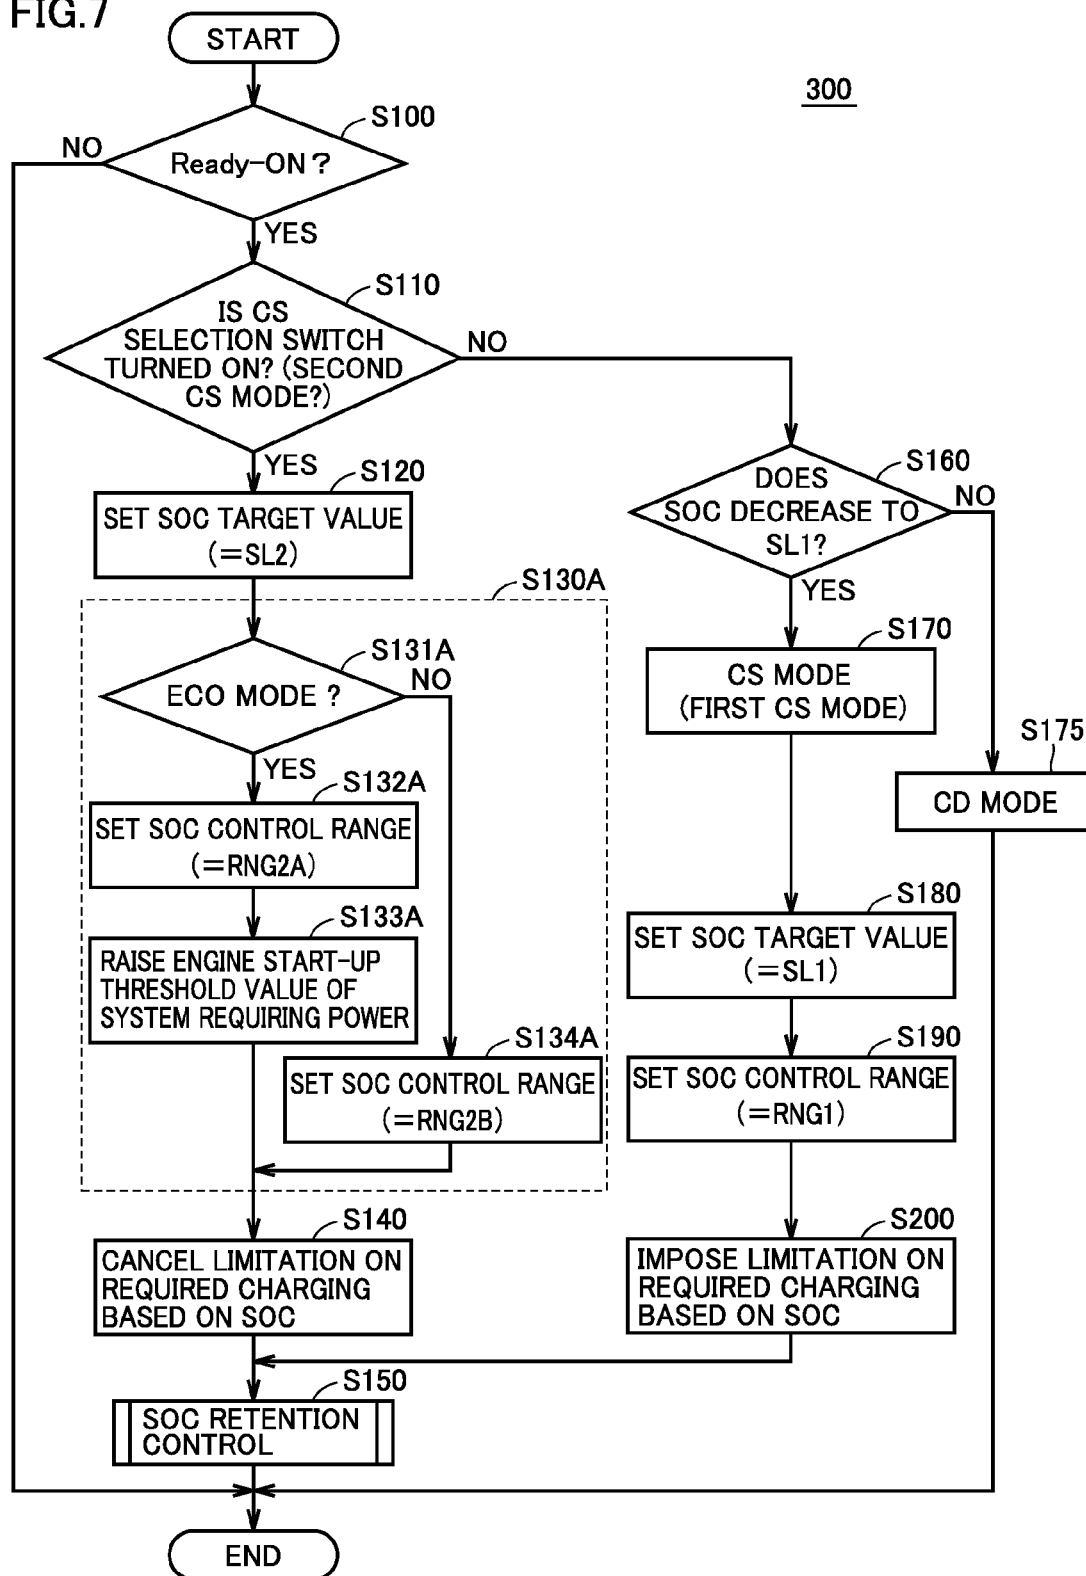 FIG.7
START
300
S100
NO
Ready-ON?
YES
S110
IS CS
SELECTION SWITCH
TURNED ON? (SECOND
CS MODE?)
NO
YES
S120
SET SOC TARGET VALUE
(=SL2)
S160
DOES
SOC DECREASE TO
SL1?
NO
YES
S130A
S131A
ECO MODE ?
NO
YES
S170
CS MODE
(FIRST CS MODE)
S175
CD MODE
S132A
SET SOC CONTROL RANGE
(=RNG2A)
S133A
RAISE ENGINE START-UP
THRESHOLD VALUE OF
SYSTEM REQUIRING POWER
S134A
SET SOC CONTROL RANGE
(=RNG2B)
S180
SET SOC TARGET VALUE
(=SL1)
S190
SET SOC CONTROL RANGE
(=RNG1)
S140
CANCEL LIMITATION ON
REQUIRED CHARGING
BASED ON SOC
S200
IMPOSE LIMITATION ON
REQUIRED CHARGING
BASED ON SOC
S150
SOC RETENTION
CONTROL
END